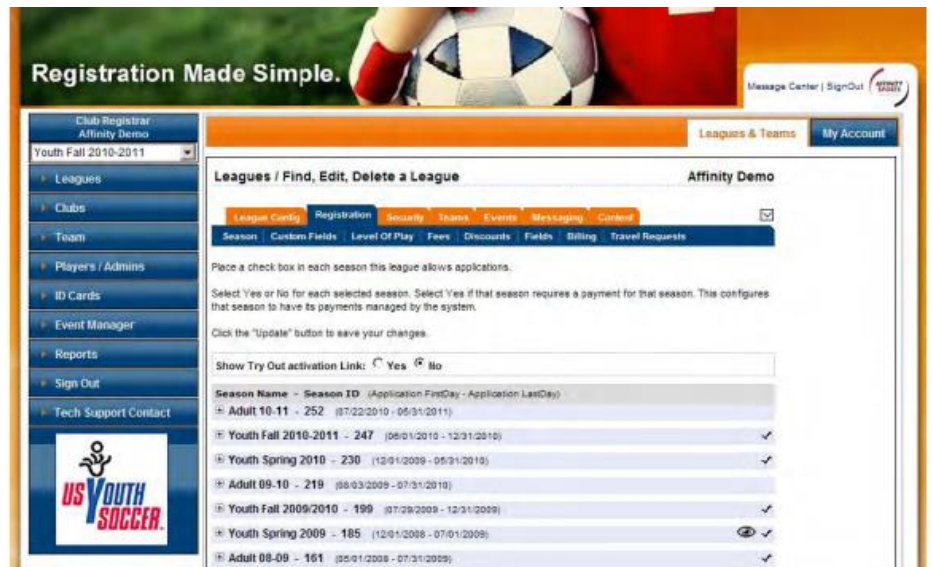 Registration Made Simple.
Message Center | SignOut
AFFINITY SPORTS
Club Registrar
Affinity Demo
Leagues & Teams
My Account
Youth Fall 2010-2011
Leagues
Clubs
Team
Players / Admins
ID Cards
Event Manager
Reports
Sign Out
Tech Support Contact
US YOUTH
SOCCER.
Leagues / Find, Edit, Delete a League
Affinity Demo
League Config Registration Security Teams Events Messaging Content
Season Custom Fields Level Of Play Fees Discounts Fields Billing Travel Requests
Place a check box in each season this league allows applications.
Select Yes or No for each selected season. Select Yes if that season requires a payment for that season. This configures
that season to have its payments managed by the system.
Click the "Update" button to save your changes.
Show Try Out activation Link: Yes No
Season Name - Season ID (Application FirstDay - Application LastDay)
Adult 10-11 - 252 (07/22/2010 - 05/31/2011)
Youth Fall 2010-2011 - 247 (06/01/2010 - 12/31/2010)
Youth Spring 2010 - 230 (12/01/2009 - 05/31/2010)
Adult 09-10 - 219 (08/03/2009 - 07/31/2010)
Youth Fall 2009/2010 - 199 (07/29/2009 - 12/31/2009)
Youth Spring 2009 - 185 (12/01/2008 - 07/01/2009)
Adult 08-09 - 161 (05/01/2008 - 07/31/2009)